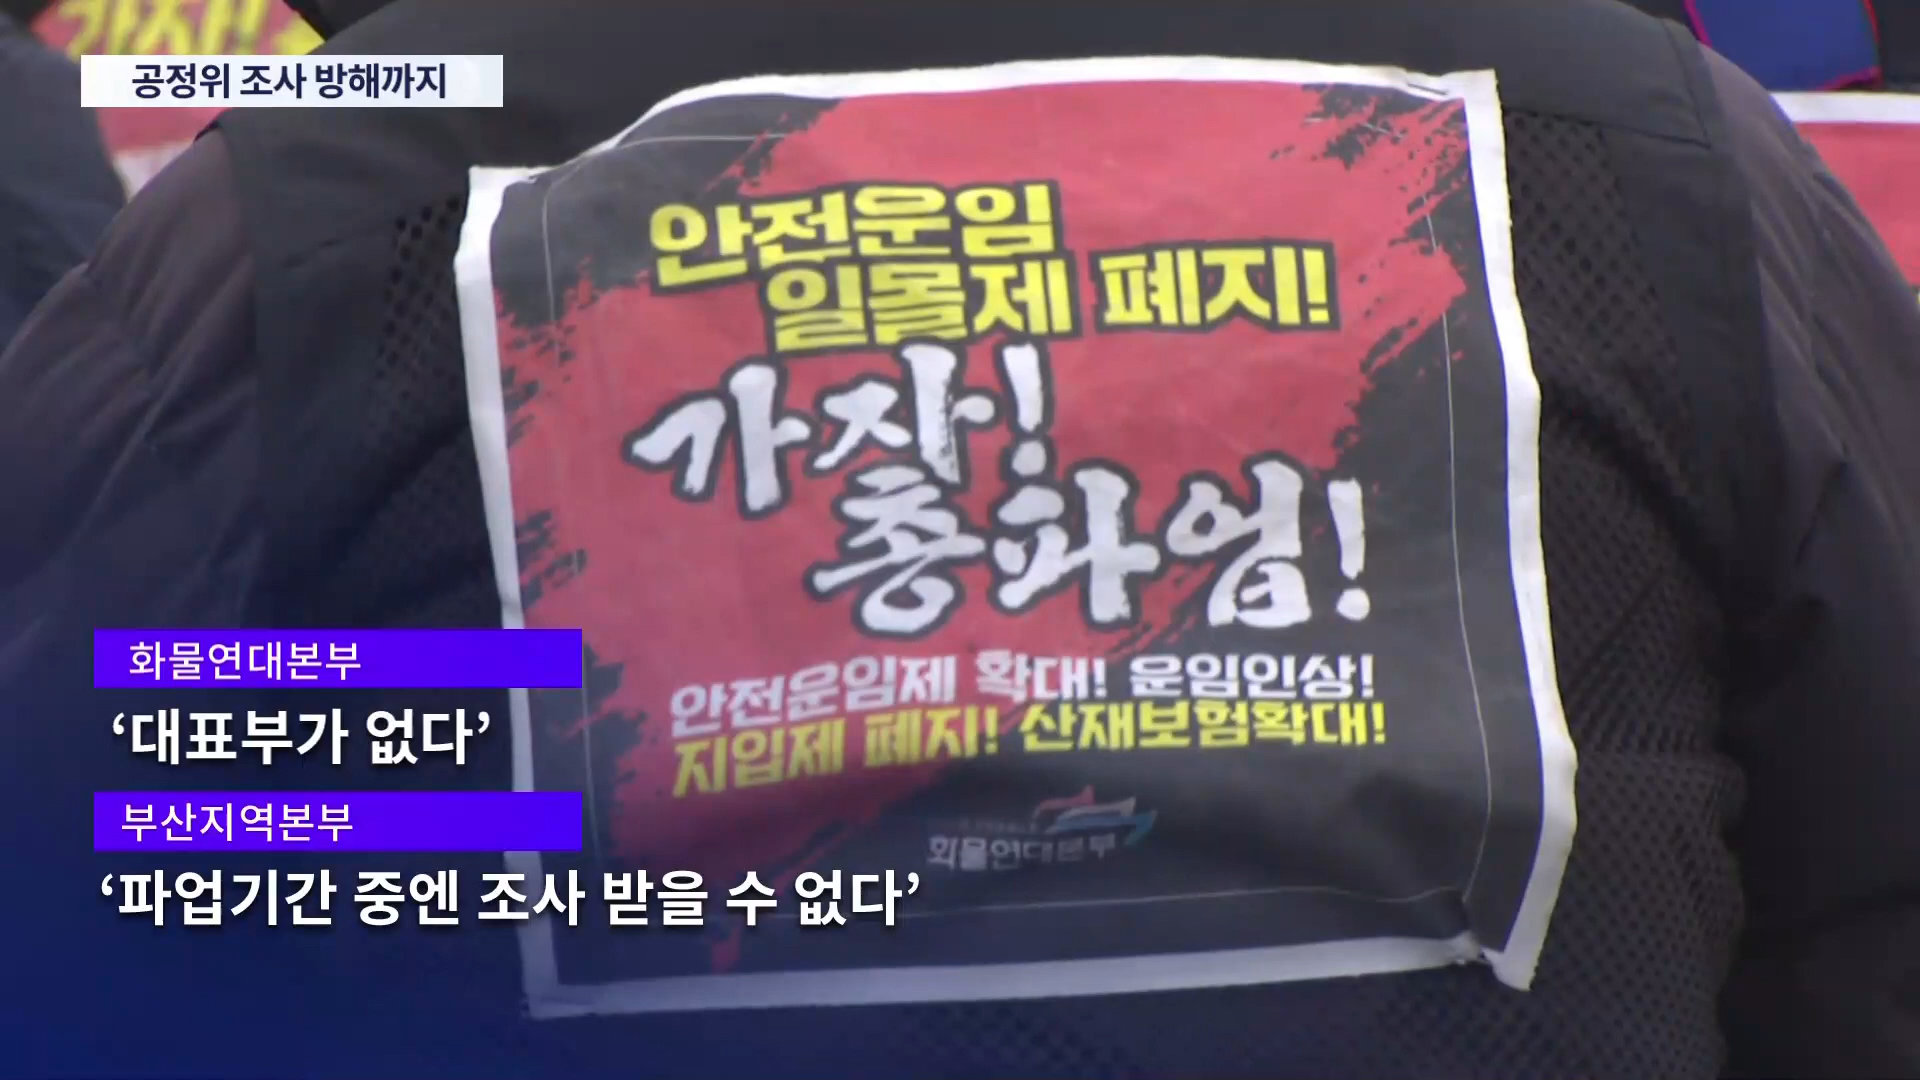 가자!
공정위 조사 방해까지
안전운임
일몰제 폐지!
가자!
총파업!
안전운임제 확대! 운임인상!
지입제 폐지! 산재보험확대!
화물연대본부
화물연대본부
‘대표부가 없다’
부산지역본부
‘파업기간 중엔 조사 받을 수 없다’